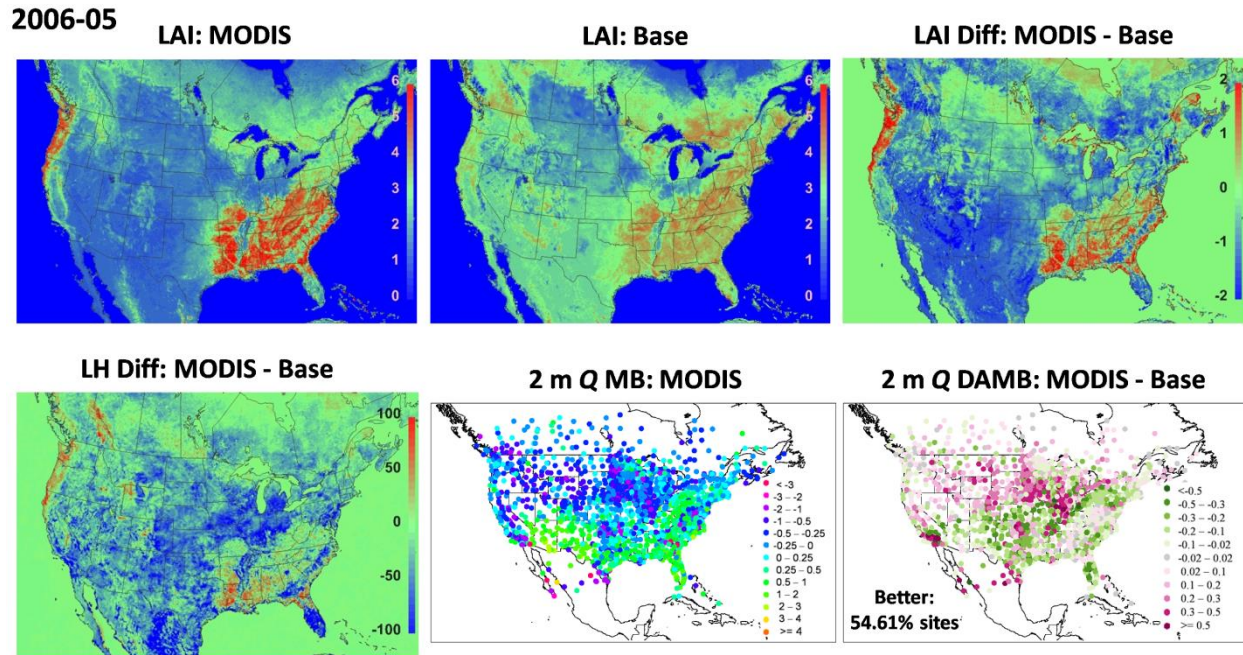 2006-05
LAI: MODIS
LAI: Base
LAI Diff: MODIS - Base
6
5
4
3
2
1
0
6
5
4
3
2
1
0
2
1
0
-1
-2
LH Diff: MODIS - Base
2 m Q MB: MODIS
2 m Q DAMB: MODIS - Base
100
50
0
-50
-100
< -3
-3 – -2
-2 – -1
-1 – -0.5
-0.5 – -0.25
-0.25 – 0
0 – 0.25
0.25 – 0.5
0.5 – 1
1 – 2
2 – 3
3 – 4
>= 4
<-0.5
-0.5 – -0.3
-0.3 – -0.2
-0.2 – -0.1
-0.1 – -0.02
-0.02 – 0.02
0.02 – 0.1
0.1 – 0.2
0.2 – 0.3
0.3 – 0.5
>= 0.5
Better:
54.61% sites